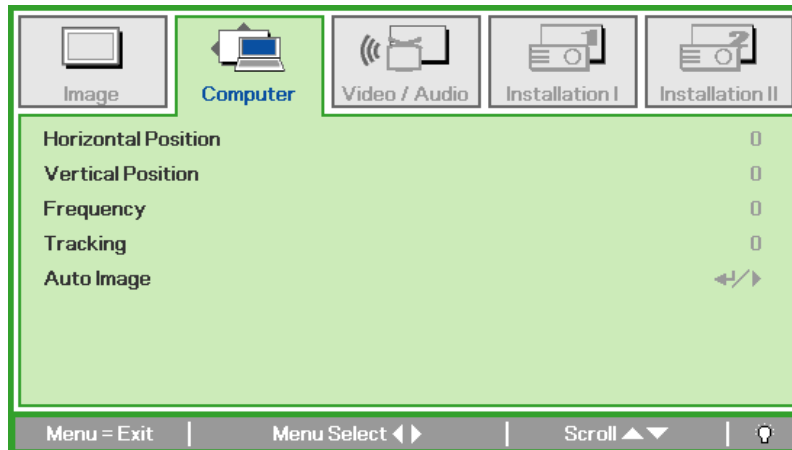 Image Computer Video / Audio Installation I Installation II
Horizontal Position 0
Vertical Position 0
Frequency 0
Tracking 0
Auto Image ↵/▶
Menu = Exit | Menu Select ◀▶ | Scroll ▲▼ |